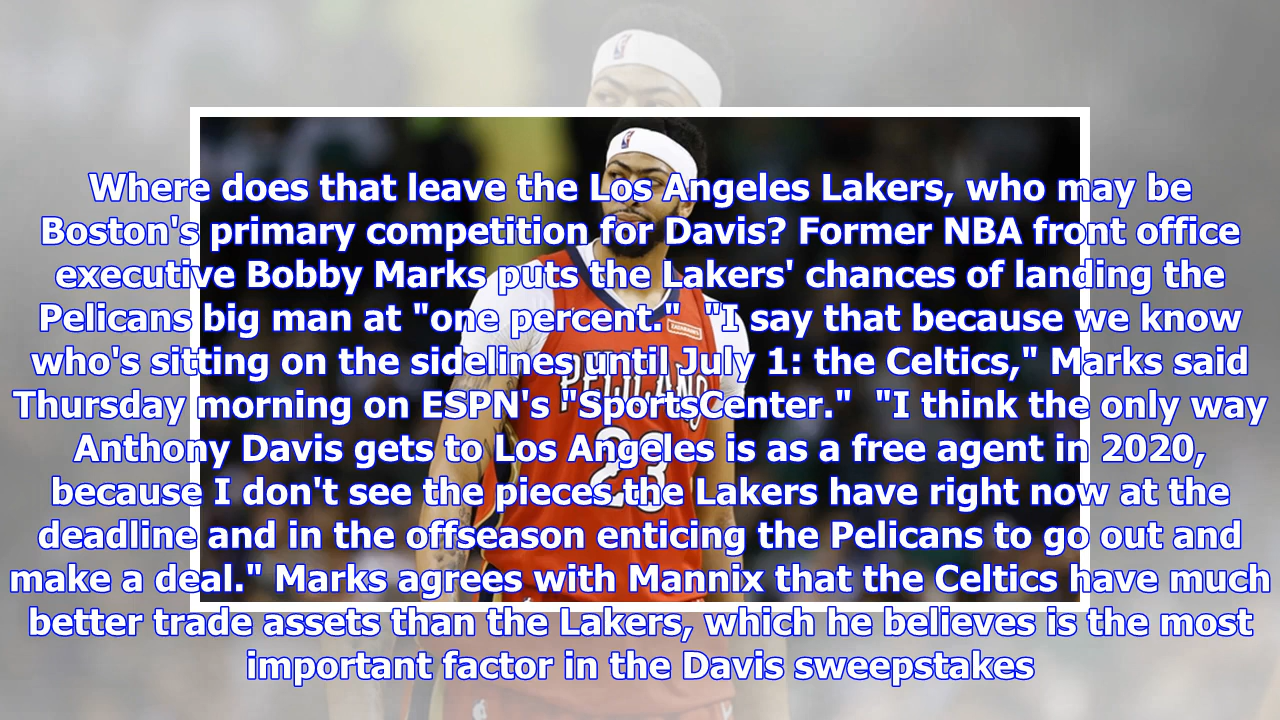 Where does that leave the Los Angeles Lakers, who may be
Boston's primary competition for Davis? Former NBA front office
executive Bobby Marks puts the Lakers' chances of landing the
Pelicans big man at "one percent."  "I say that because we know
who's sitting on the sidelines until July 1: the Celtics," Marks said
Thursday morning on ESPN's "SportsCenter."  "I think the only way
Anthony Davis gets to Los Angeles is as a free agent in 2020,
because I don't see the pieces the Lakers have right now at the
deadline and in the offseason enticing the Pelicans to go out and
make a deal." Marks agrees with Mannix that the Celtics have much
better trade assets than the Lakers, which he believes is the most
important factor in the Davis sweepstakes
PELICANS
23